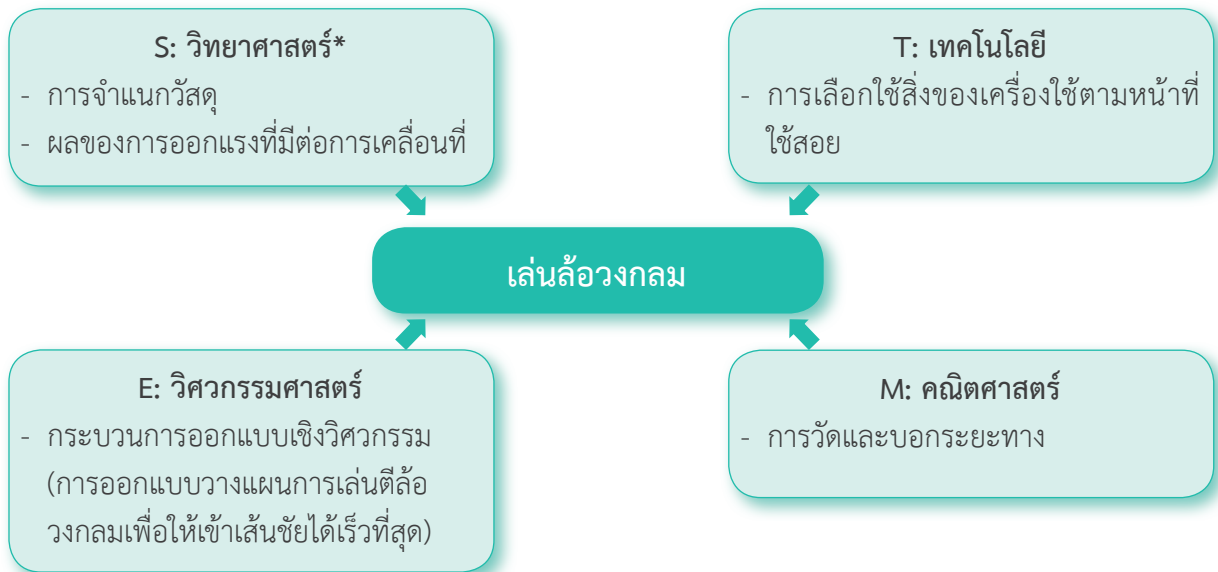 S: วิทยาศาสตร์*
- การจำแนกวัสดุ
- ผลของการออกแรงที่มีต่อการเคลื่อนที่
T: เทคโนโลยี
- การเลือกใช้สิ่งของเครื่องใช้ตามหน้าที่
ใช้สอย
เล่นล้อวงกลม
E: วิศวกรรมศาสตร์
- กระบวนการออกแบบเชิงวิศวกรรม
(การออกแบบวางแผนการเล่นตีล้อ
วงกลมเพื่อให้เข้าเส้นชัยได้เร็วที่สุด)
M: คณิตศาสตร์
- การวัดและบอกระยะทาง